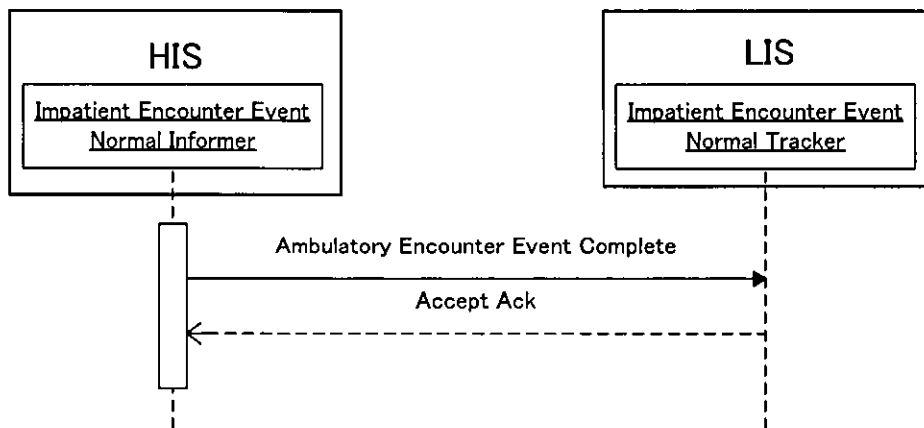 HIS
Impatient Encounter Event
Normal Informer
LIS
Impatient Encounter Event
Normal Tracker
Ambulatory Encounter Event Complete
Accept Ack